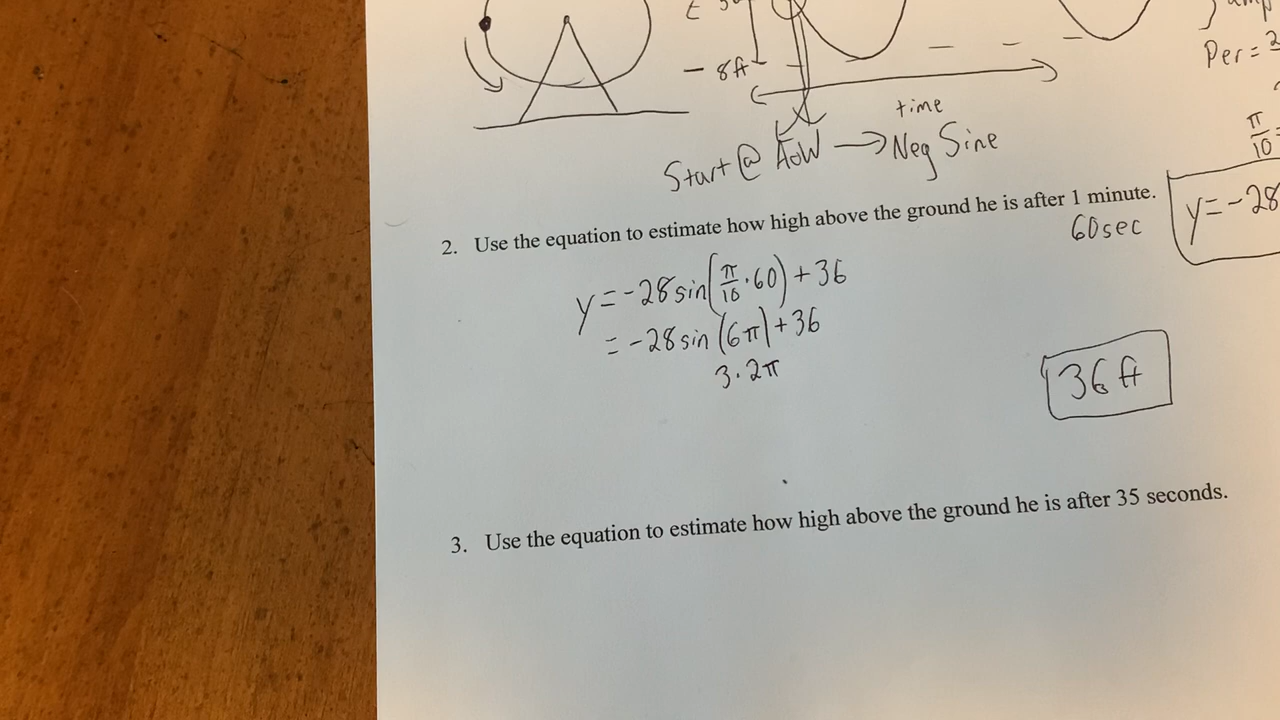 - 8ft
time
Per = 2
Start @ AOW → Neg Sine
π/10
2. Use the equation to estimate how high above the ground he is after 1 minute.
60sec
y = -28
y = -28 sin(π/10 · 60) + 36
= -28 sin (6π) + 36
3 · 2π
36 ft
3. Use the equation to estimate how high above the ground he is after 35 seconds.